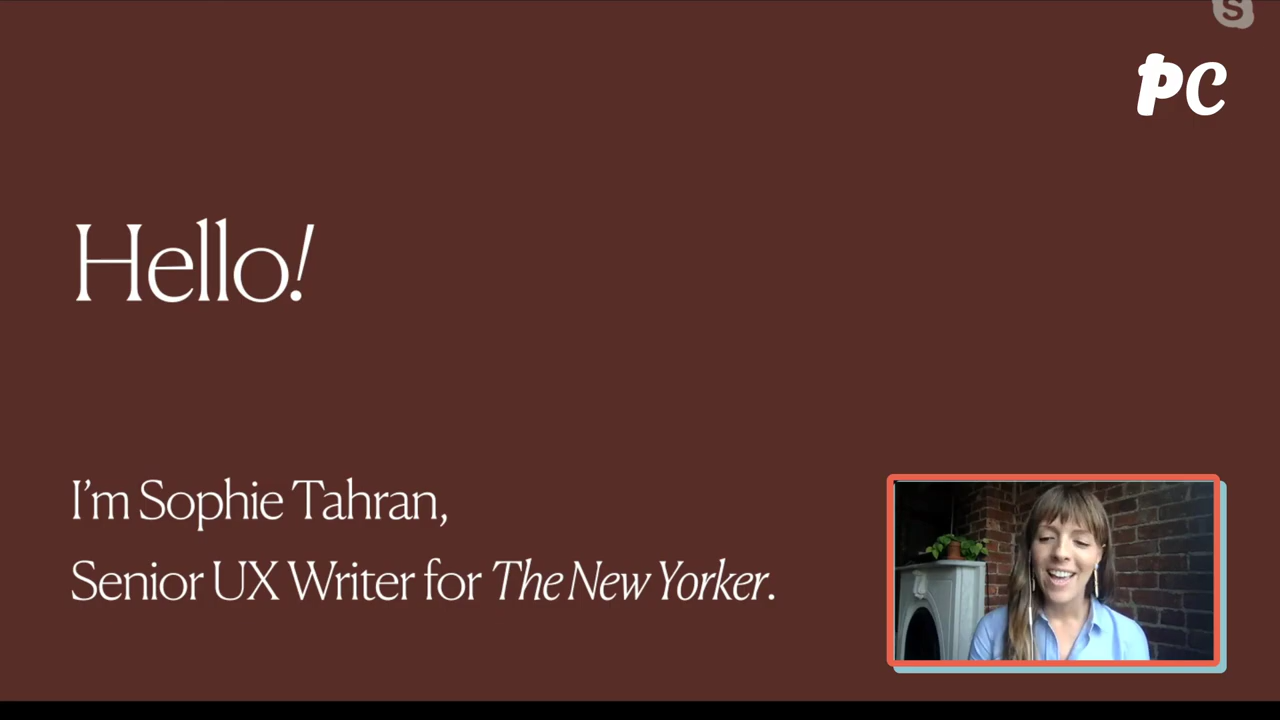 S
PC
Hello!
I'm Sophie Tahran,
Senior UX Writer for The New Yorker.